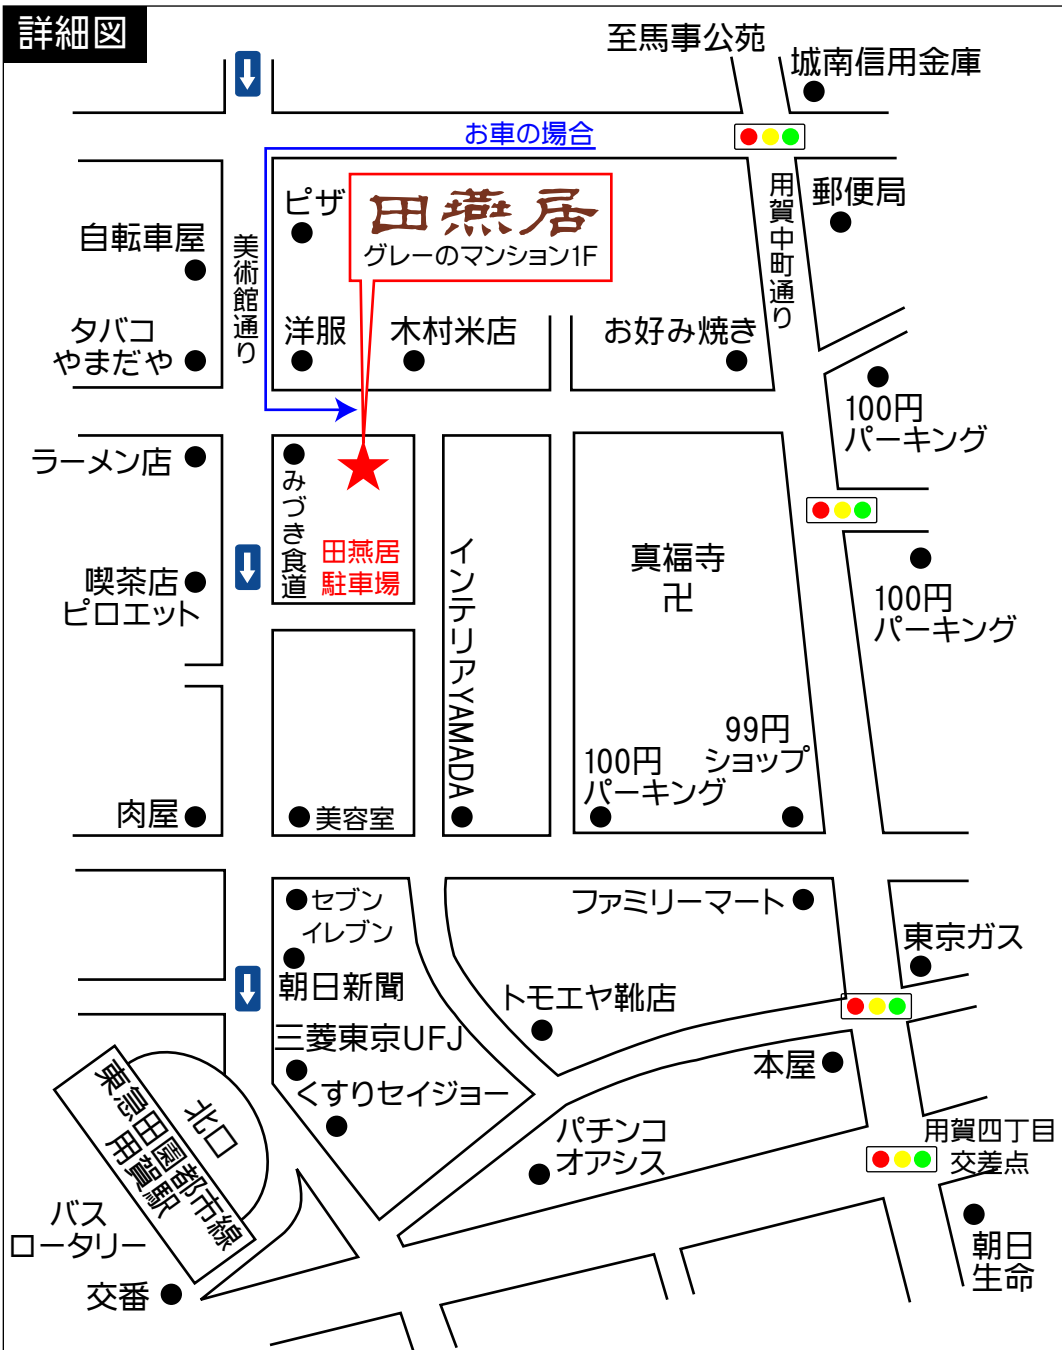 詳細図
至馬事公苑
城南信用金庫
お車の場合
ピザ
田燕居
グレーのマンション1F
用賀中町通り
郵便局
自転車屋
美術館通り
タバコ
やまだや
洋服
木村米店
お好み焼き
100円
パーキング
ラーメン店
みづき食道
田燕居
駐車場
インテリアYAMADA
真福寺
卍
喫茶店
ピロエット
100円
パーキング
99円
ショップ
100円
パーキング
肉屋
美容室
セブン
イレブン
ファミリーマート
東京ガス
朝日新聞
トモエヤ靴店
三菱東京UFJ
本屋
くすりセイジョー
東急田園都市線
用賀駅
北口
パチンコ
オアシス
用賀四丁目
交差点
バス
ロータリー
朝日
生命
交番